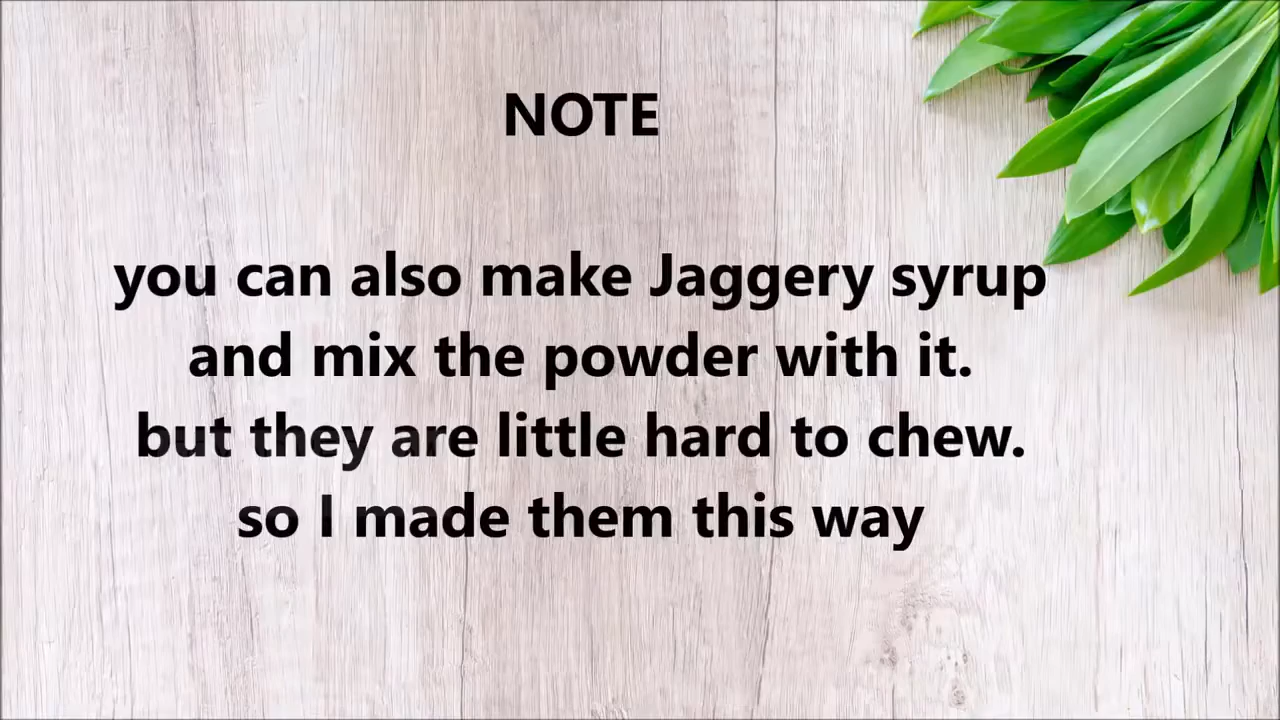 NOTE
you can also make Jaggery syrup
and mix the powder with it.
but they are little hard to chew.
so I made them this way